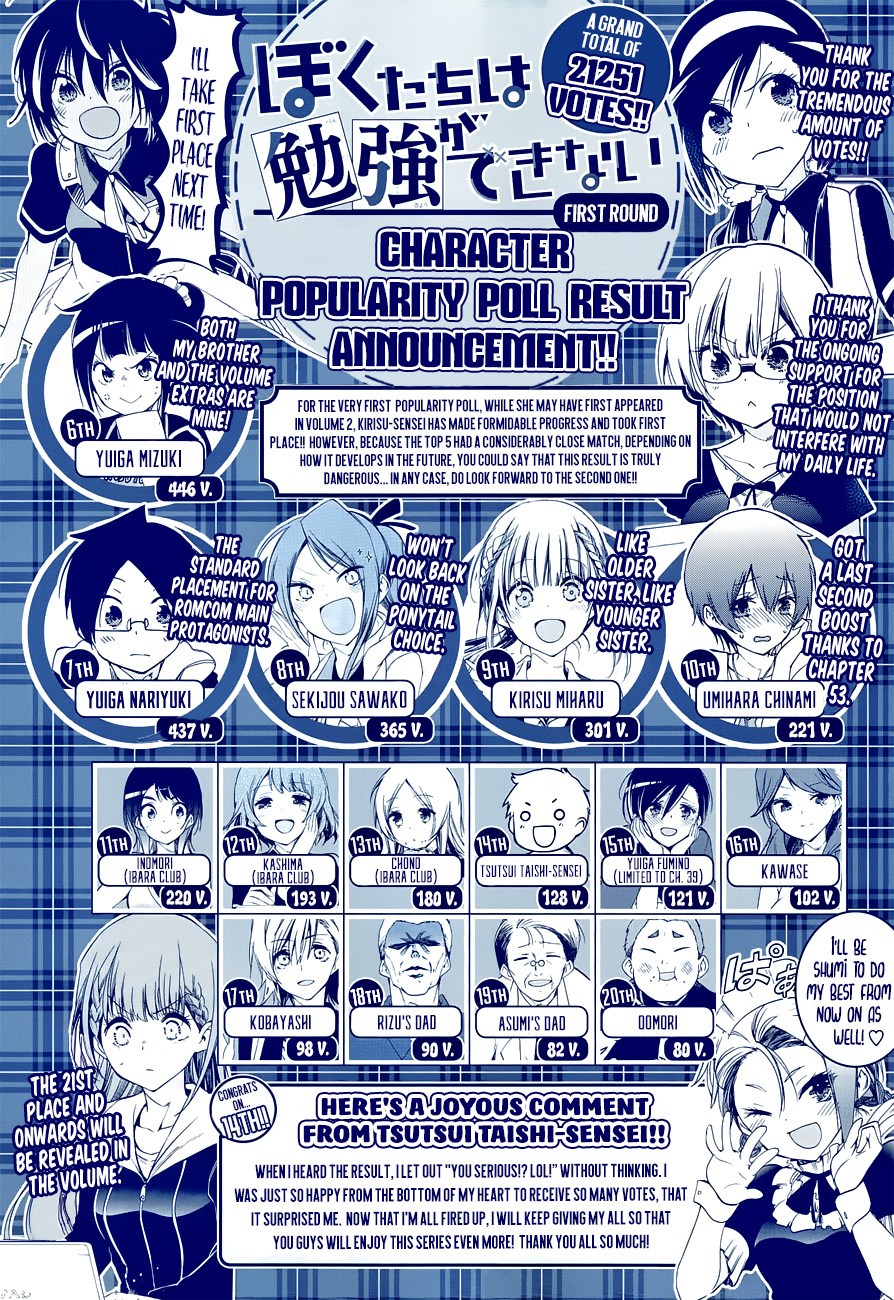 I'LL
TAKE
FIRST
PLACE
NEXT
TIME!
ぼくたちは
勉強ができない
A GRAND
TOTAL OF
21251
VOTES!!
THANK
YOU FOR THE
TREMENDOUS
AMOUNT OF
VOTES!!
FIRST ROUND
CHARACTER
POPULARITY POLL RESULT
ANNOUNCEMENT!!
BOTH
MY BROTHER
AND THE VOLUME
EXTRAS ARE
MINE!
6TH
YUIGA MIZUKI
446 V.
FOR THE VERY FIRST POPULARITY POLL, WHILE SHE MAY HAVE FIRST APPEARED
IN VOLUME 2, KIRISU-SENSEI HAS MADE FORMIDABLE PROGRESS AND TOOK FIRST
PLACE!! HOWEVER, BECAUSE THE TOP 5 HAD A CONSIDERABLY CLOSE MATCH, DEPENDING ON
HOW IT DEVELOPS IN THE FUTURE, YOU COULD SAY THAT THIS RESULT IS TRULY
DANGEROUS... IN ANY CASE, DO LOOK FORWARD TO THE SECOND ONE!!
I THANK
YOU FOR
THE ONGOING
SUPPORT FOR
THE POSITION
THAT WOULD NOT
INTERFERE WITH
MY DAILY LIFE.
THE
STANDARD
PLACEMENT FOR
ROMCOM MAIN
PROTAGONISTS.
7TH
YUIGA NARIYUKI
437 V.
WON'T
LOOK BACK
ON THE
PONYTAIL
CHOICE.
8TH
SEKIJOU SAWAKO
365 V.
LIKE
OLDER
SISTER, LIKE
YOUNGER
SISTER.
9TH
KIRISU MIHARU
301 V.
GOT
A LAST
SECOND
BOOST
THANKS TO
CHAPTER
53.
10TH
UMIHARA CHINAMI
221 V.
11TH
INOMORI
(IBARA CLUB)
220 V.
12TH
KASHIMA
(IBARA CLUB)
193 V.
13TH
CHONO
(IBARA CLUB)
180 V.
14TH
TSUTSUI TAISHI-SENSEI
128 V.
15TH
YUIGA FUMINO
(LIMITED TO CH. 39)
121 V.
16TH
KAWASE
102 V.
17TH
KOBAYASHI
98 V.
18TH
RIZU'S DAD
90 V.
19TH
ASUMI'S DAD
82 V.
20TH
OOMORI
80 V.
ぱぁ
I'LL BE
SHUMI TO DO
MY BEST FROM
NOW ON AS
WELL! ♡
THE 21ST
PLACE AND
ONWARDS WILL
BE REVEALED IN
THE VOLUME.
CONGRATS
ON...
14TH!!
HERE'S A JOYOUS COMMENT
FROM TSUTSUI TAISHI-SENSEI!!
WHEN I HEARD THE RESULT, I LET OUT "YOU SERIOUS!? LOL!" WITHOUT THINKING. I
WAS JUST SO HAPPY FROM THE BOTTOM OF MY HEART TO RECEIVE SO MANY VOTES, THAT
IT SURPRISED ME. NOW THAT I'M ALL FIRED UP, I WILL KEEP GIVING MY ALL SO THAT
YOU GUYS WILL ENJOY THIS SERIES EVEN MORE! THANK YOU ALL SO MUCH!